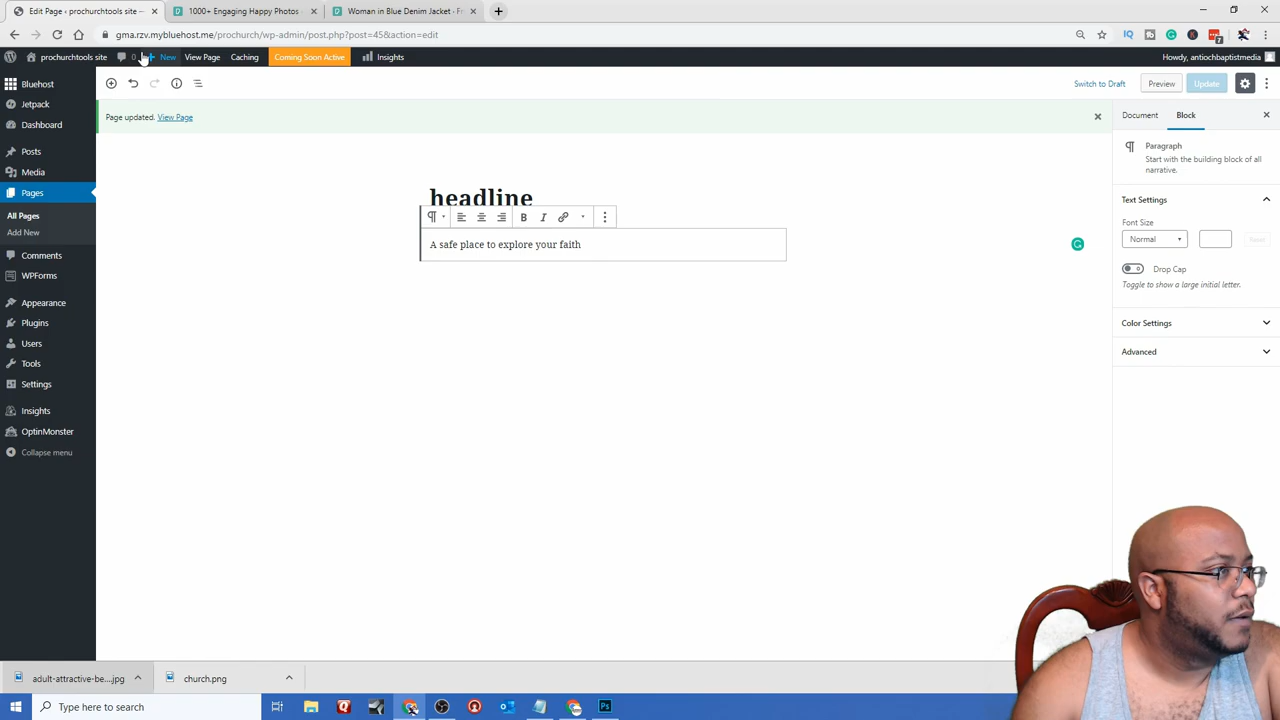 Edit Page ‹ prochurchtools site —
1000+ Engaging Happy Photos ·
Woman in Blue Denim Jacket · Fr
gma.rzv.mybluehost.me/prochurch/wp-admin/post.php?post=45&action=edit
prochurchtools site
0
New
View Page
Caching
Coming Soon Active
Insights
Howdy, antiochbaptistmedia
Bluehost
Jetpack
Dashboard
Posts
Media
Pages
All Pages
Add New
Comments
WPForms
Appearance
Plugins
Users
Tools
Settings
Insights
OptinMonster
Collapse menu
Switch to Draft
Preview
Update
Page updated. View Page
headline
B
I
A safe place to explore your faith
Document
Block
Paragraph
Start with the building block of all
narrative.
Text Settings
Font Size
Normal
Drop Cap
Toggle to show a large initial letter.
Color Settings
Advanced
adult-attractive-be....jpg
church.png
Type here to search
Ps